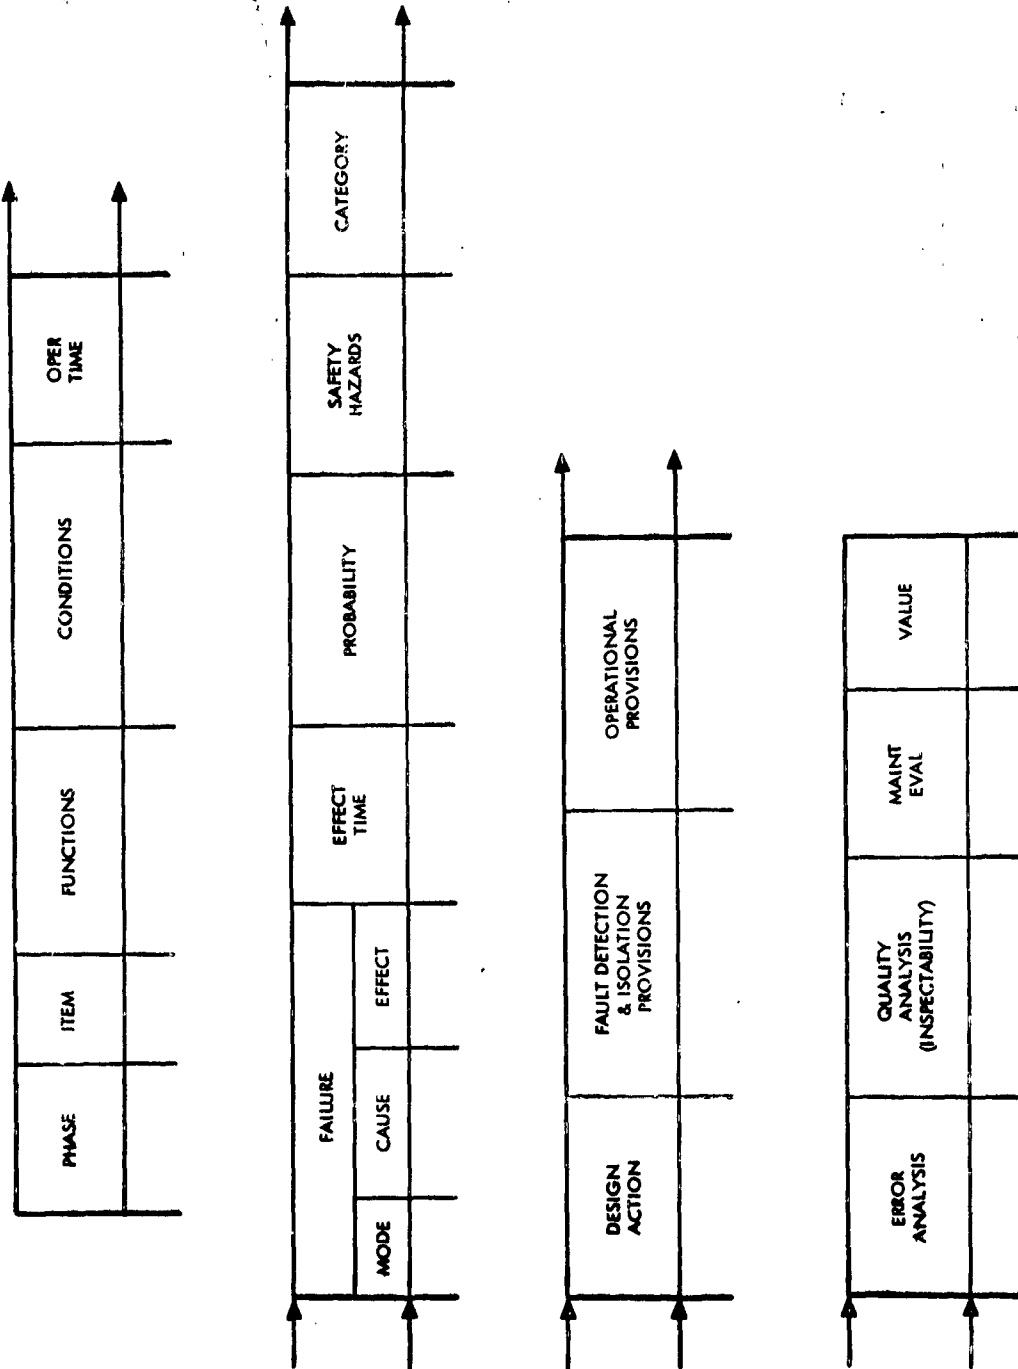 PHASE
ITEM
FUNCTIONS
CONDITIONS
OPER
TIME
FAILURE
MODE
CAUSE
EFFECT
EFFECT
TIME
PROBABILITY
SAFETY
HAZARDS
CATEGORY
DESIGN
ACTION
FAULT DETECTION
& ISOLATION
PROVISIONS
OPERATIONAL
PROVISIONS
ERROR
ANALYSIS
QUALITY
ANALYSIS
(INSPECTABILITY)
MAINT
EVAL
VALUE